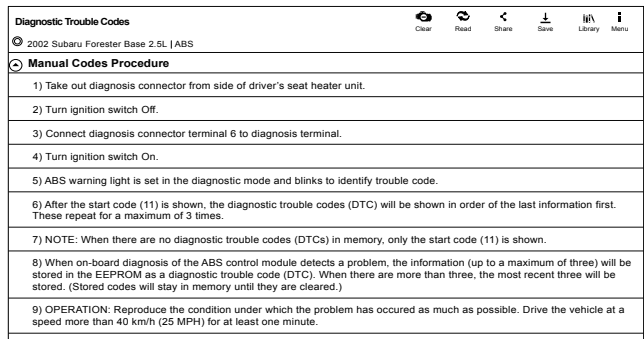 Diagnostic Trouble Codes
Clear Read Share Save Library Menu
2002 Subaru Forester Base 2.5L | ABS
Manual Codes Procedure
1) Take out diagnosis connector from side of driver's seat heater unit.
2) Turn ignition switch Off.
3) Connect diagnosis connector terminal 6 to diagnosis terminal.
4) Turn ignition switch On.
5) ABS warning light is set in the diagnostic mode and blinks to identify trouble code.
6) After the start code (11) is shown, the diagnostic trouble codes (DTC) will be shown in order of the last information first.
These repeat for a maximum of 3 times.
7) NOTE: When there are no diagnostic trouble codes (DTCs) in memory, only the start code (11) is shown.
8) When on-board diagnosis of the ABS control module detects a problem, the information (up to a maximum of three) will be
stored in the EEPROM as a diagnostic trouble code (DTC). When there are more than three, the most recent three will be
stored. (Stored codes will stay in memory until they are cleared.)
9) OPERATION: Reproduce the condition under which the problem has occured as much as possible. Drive the vehicle at a
speed more than 40 km/h (25 MPH) for at least one minute.